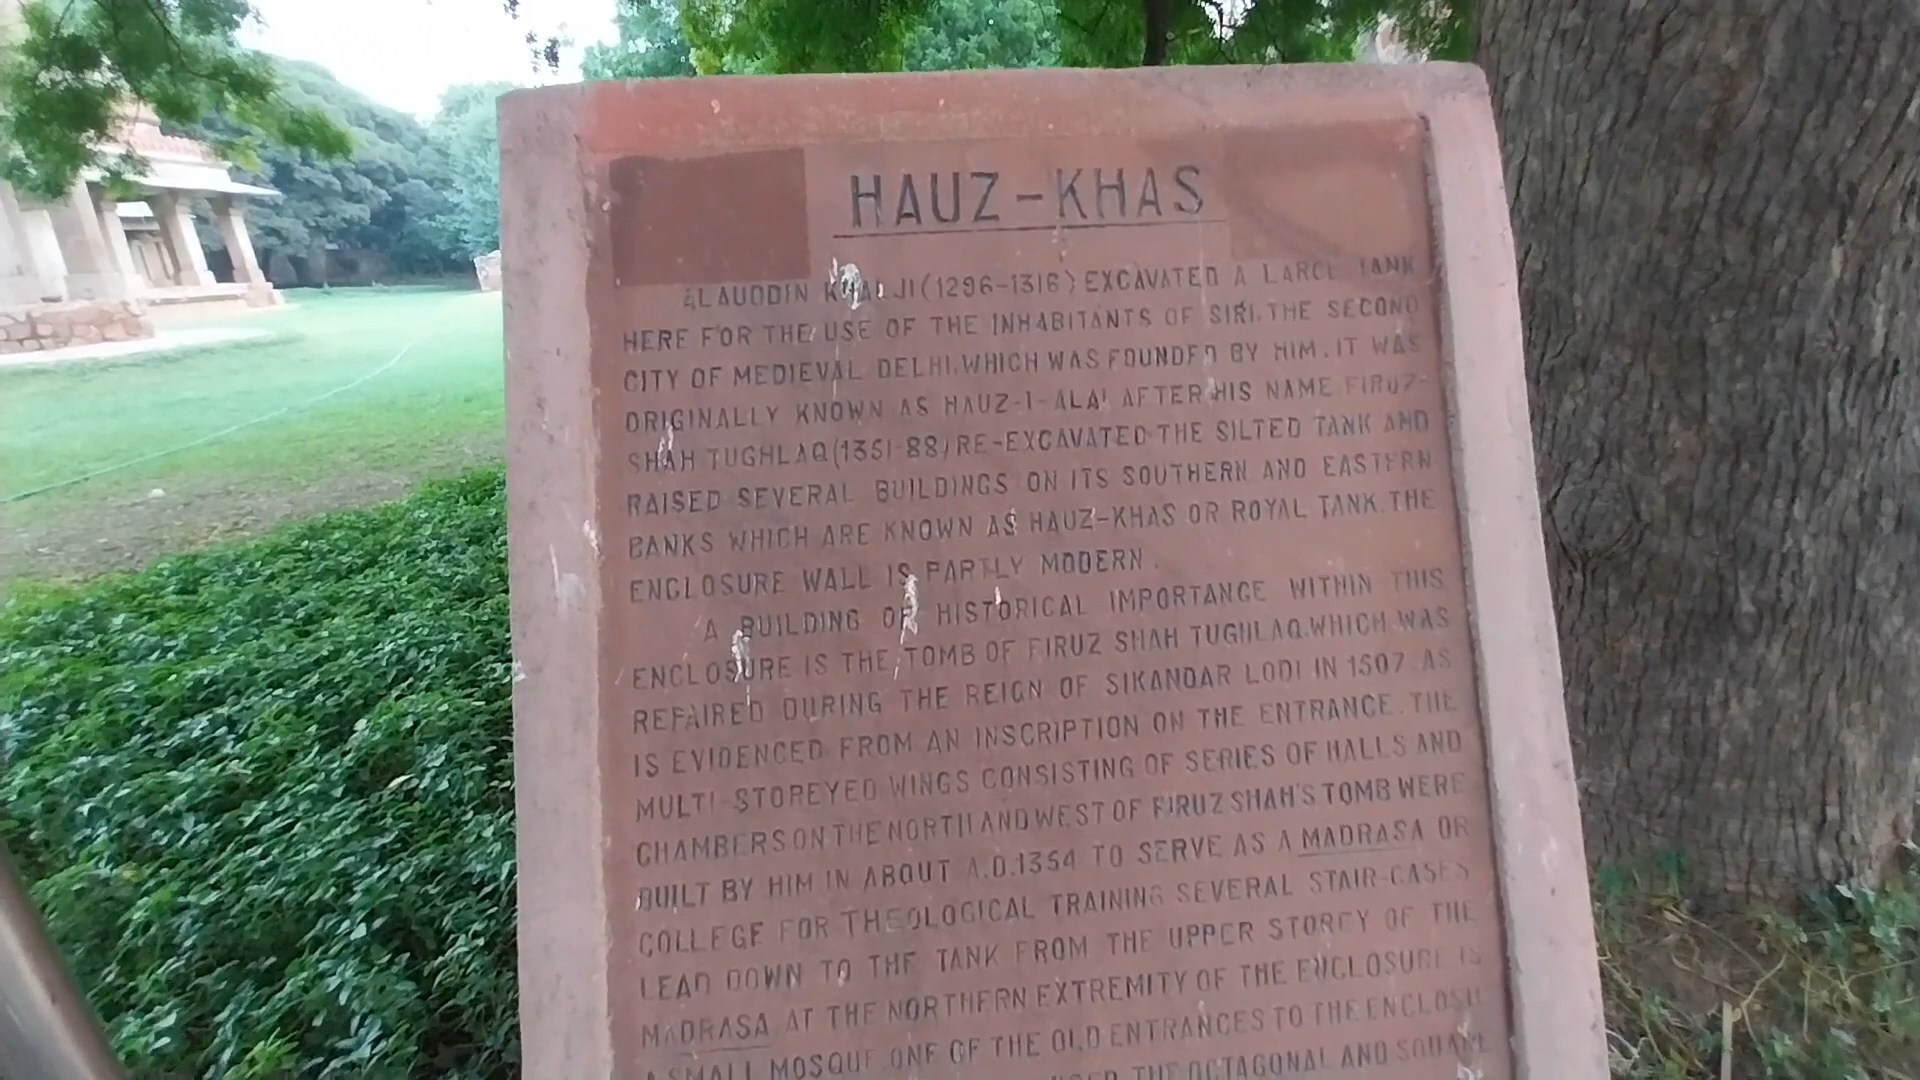 HAUZ-KHAS
ALAUDDIN KHALJI (1296-1316) EXCAVATED A LARGE TANK
HERE FOR THE USE OF THE INHABITANTS OF SIRI, THE SECOND
CITY OF MEDIEVAL DELHI, WHICH WAS FOUNDED BY HIM. IT WAS
ORIGINALLY KNOWN AS HAUZ-I-ALAI AFTER HIS NAME FIRUZ-
SHAH TUGHLAQ (1351-88) RE-EXCAVATED THE SILTED TANK AND
RAISED SEVERAL BUILDINGS ON ITS SOUTHERN AND EASTERN
BANKS WHICH ARE KNOWN AS HAUZ-KHAS OR ROYAL TANK. THE
ENCLOSURE WALL IS PARTLY MODERN.
A BUILDING OF HISTORICAL IMPORTANCE WITHIN THIS
ENCLOSURE IS THE TOMB OF FIRUZ SHAH TUGHLAQ. WHICH WAS
REPAIRED DURING THE REIGN OF SIKANDAR LODI IN 1507 AS
IS EVIDENCED FROM AN INSCRIPTION ON THE ENTRANCE. THE
MULTI-STOREYED WINGS CONSISTING OF SERIES OF HALLS AND
CHAMBERS ON THE NORTH AND WEST OF FIRUZ SHAH'S TOMB WERE
BUILT BY HIM IN ABOUT A.D.1354 TO SERVE AS A MADRASA OR
COLLEGE FOR THEOLOGICAL TRAINING SEVERAL STAIR-CASES
LEAD DOWN TO THE TANK FROM THE UPPER STOREY OF THE
MADRASA. AT THE NORTHERN EXTREMITY OF THE ENCLOSURE IS
A SMALL MOSQUE. ONE OF THE OLD ENTRANCES TO THE ENCLOSU
THE OCTAGONAL AND SQUARE